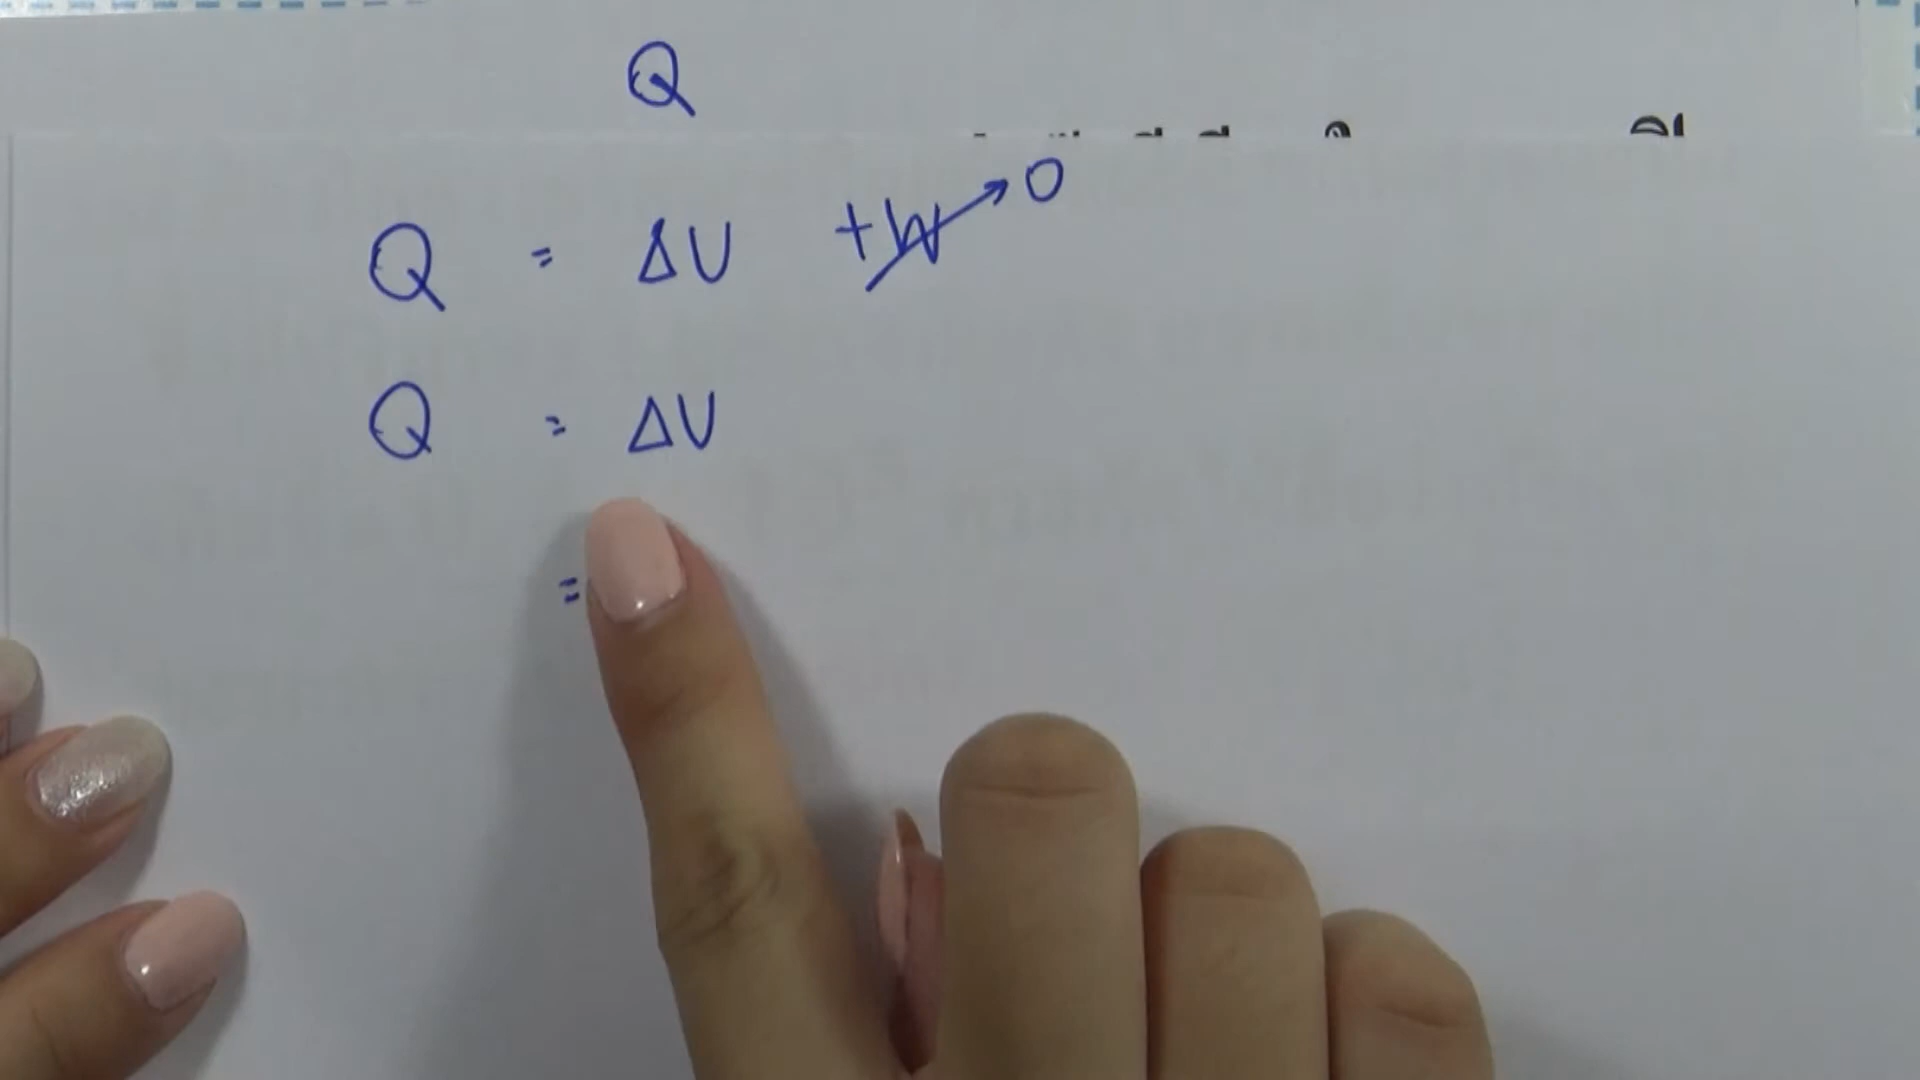 Q
Q = ΔU +W → 0
Q = ΔU
=